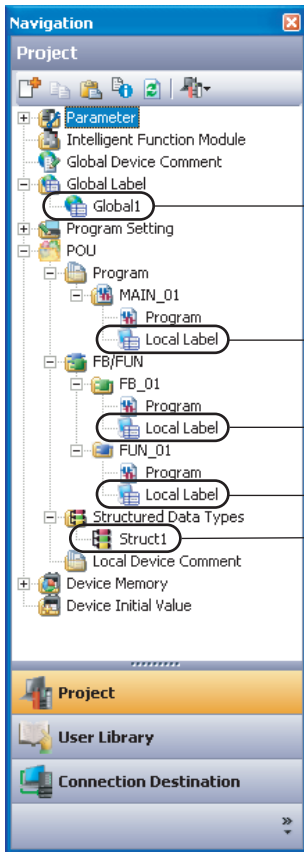 Navigation
Project
Parameter
Intelligent Function Module
Global Device Comment
Global Label
Global1
Program Setting
POU
Program
MAIN_01
Program
Local Label
FB/FUN
FB_01
Program
Local Label
FUN_01
Program
Local Label
Structured Data Types
Struct1
Local Device Comment
Device Memory
Device Initial Value
Project
User Library
Connection Destination